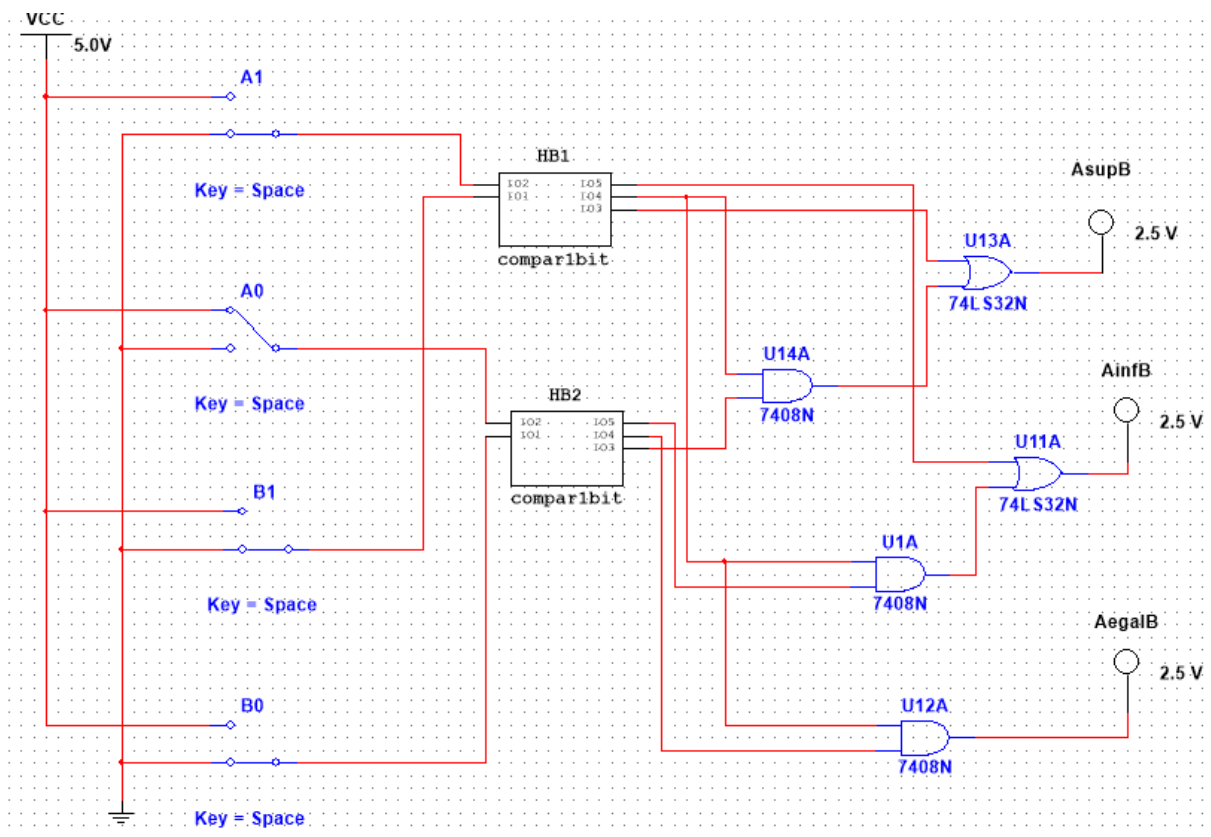 VCC
5.0V
A1
Key = Space
HB1
IO2 IO5
IO1 IO4
IO3
compar1bit
AsupB
2.5 V
U13A
74LS32N
A0
Key = Space
U14A
7408N
HB2
IO2 IO5
IO1 IO4
IO3
compar1bit
AinfB
2.5 V
U11A
74LS32N
B1
Key = Space
U1A
7408N
AegalB
2.5 V
B0
Key = Space
U12A
7408N